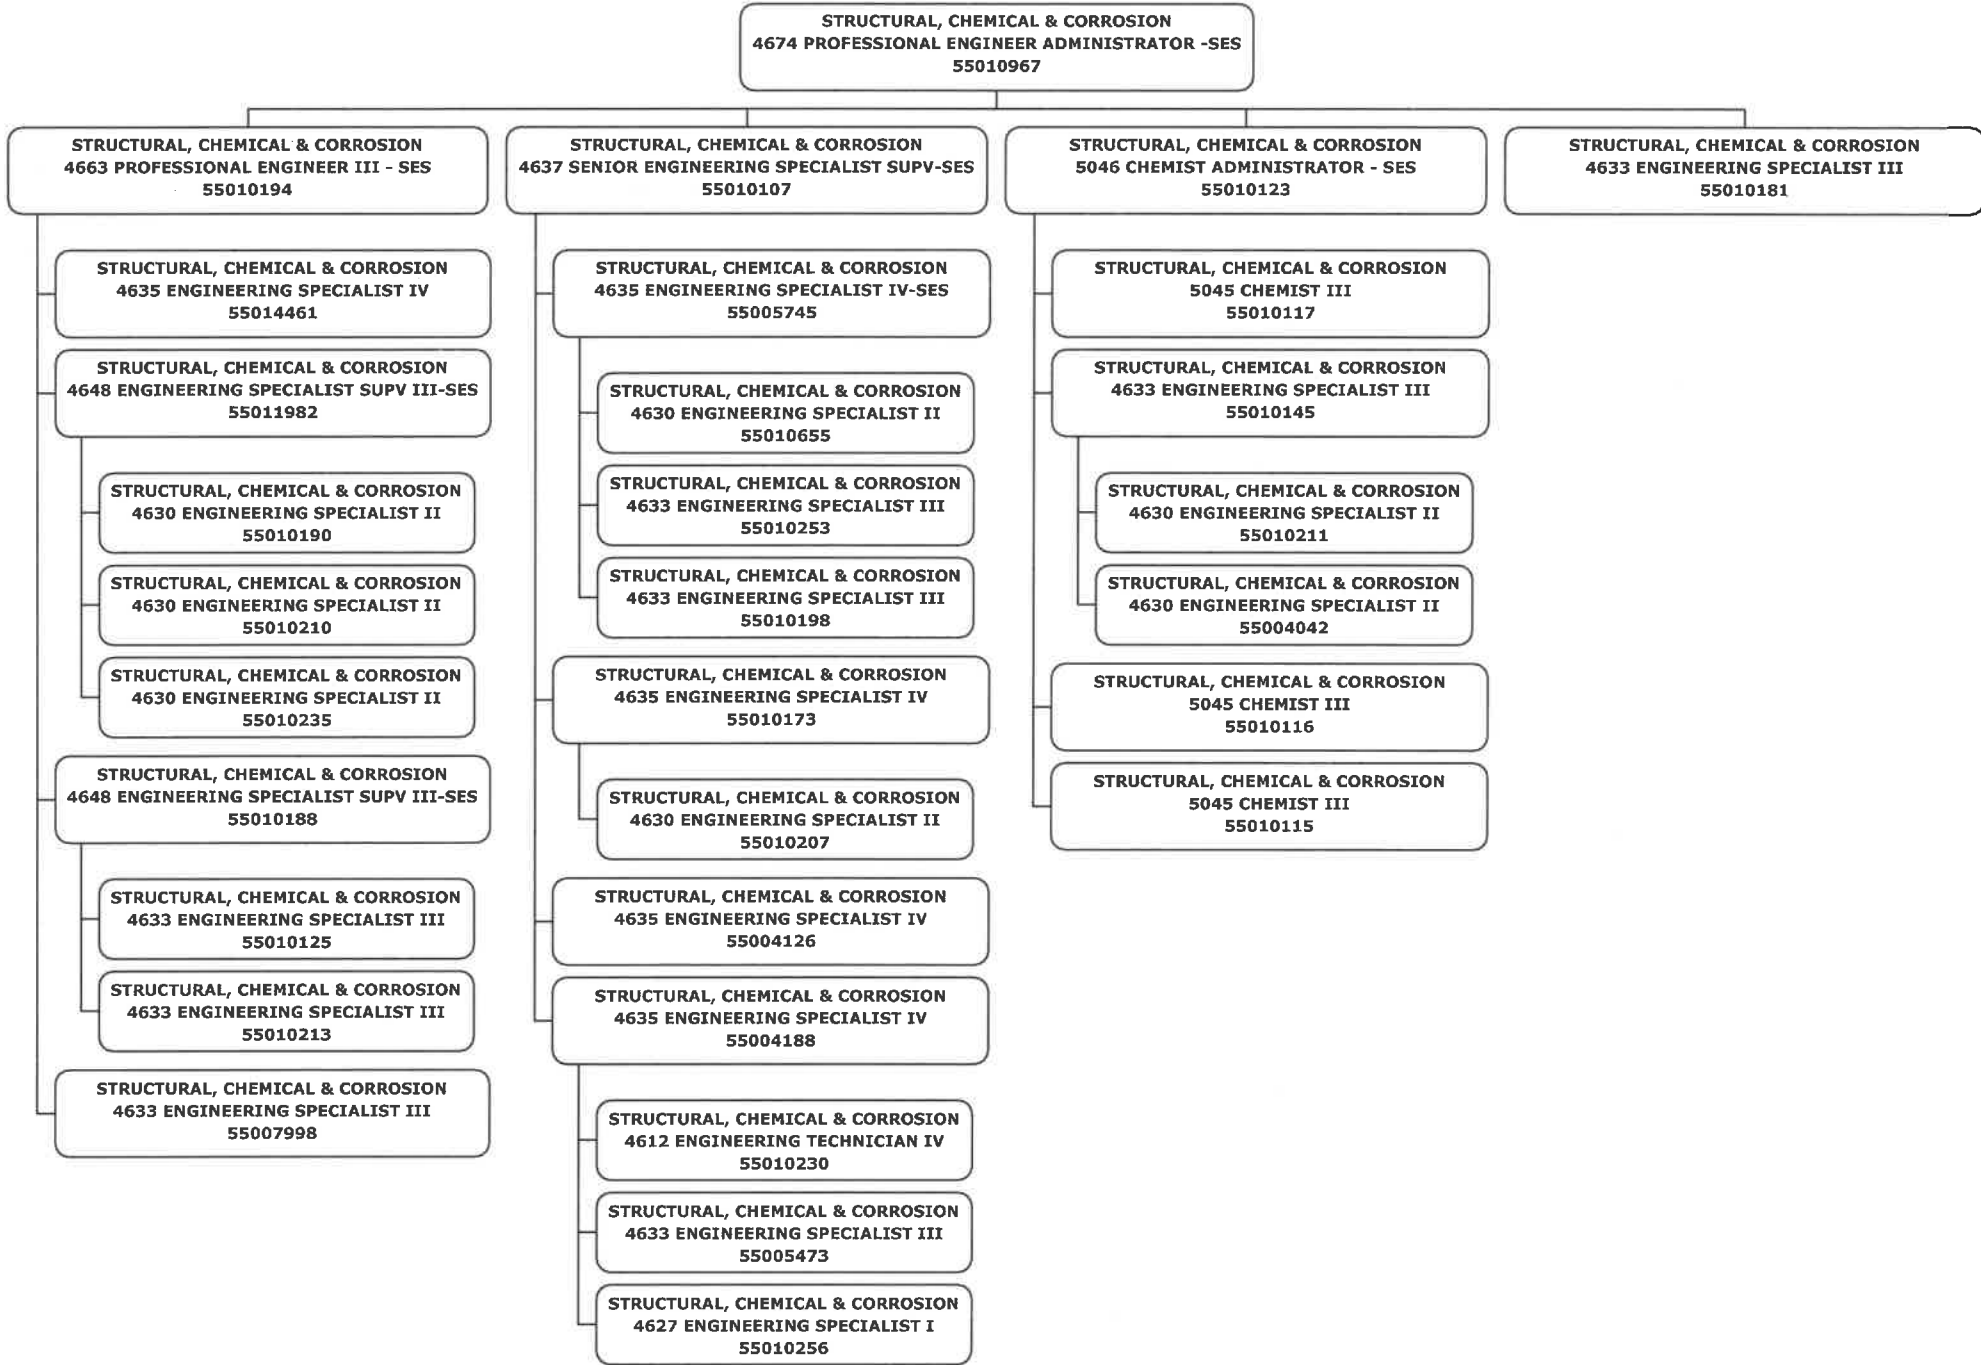 STRUCTURAL, CHEMICAL & CORROSION
4674 PROFESSIONAL ENGINEER ADMINISTRATOR -SES
55010967
STRUCTURAL, CHEMICAL & CORROSION
4663 PROFESSIONAL ENGINEER III - SES
55010194
STRUCTURAL, CHEMICAL & CORROSION
4635 ENGINEERING SPECIALIST IV
55014461
STRUCTURAL, CHEMICAL & CORROSION
4648 ENGINEERING SPECIALIST SUPV III-SES
55011982
STRUCTURAL, CHEMICAL & CORROSION
4630 ENGINEERING SPECIALIST II
55010190
STRUCTURAL, CHEMICAL & CORROSION
4630 ENGINEERING SPECIALIST II
55010210
STRUCTURAL, CHEMICAL & CORROSION
4630 ENGINEERING SPECIALIST II
55010235
STRUCTURAL, CHEMICAL & CORROSION
4648 ENGINEERING SPECIALIST SUPV III-SES
55010188
STRUCTURAL, CHEMICAL & CORROSION
4633 ENGINEERING SPECIALIST III
55010125
STRUCTURAL, CHEMICAL & CORROSION
4633 ENGINEERING SPECIALIST III
55010213
STRUCTURAL, CHEMICAL & CORROSION
4633 ENGINEERING SPECIALIST III
55007998
STRUCTURAL, CHEMICAL & CORROSION
4637 SENIOR ENGINEERING SPECIALIST SUPV-SES
55010107
STRUCTURAL, CHEMICAL & CORROSION
4635 ENGINEERING SPECIALIST IV-SES
55005745
STRUCTURAL, CHEMICAL & CORROSION
4630 ENGINEERING SPECIALIST II
55010655
STRUCTURAL, CHEMICAL & CORROSION
4633 ENGINEERING SPECIALIST III
55010253
STRUCTURAL, CHEMICAL & CORROSION
4633 ENGINEERING SPECIALIST III
55010198
STRUCTURAL, CHEMICAL & CORROSION
4635 ENGINEERING SPECIALIST IV
55010173
STRUCTURAL, CHEMICAL & CORROSION
4630 ENGINEERING SPECIALIST II
55010207
STRUCTURAL, CHEMICAL & CORROSION
4635 ENGINEERING SPECIALIST IV
55004126
STRUCTURAL, CHEMICAL & CORROSION
4635 ENGINEERING SPECIALIST IV
55004188
STRUCTURAL, CHEMICAL & CORROSION
4612 ENGINEERING TECHNICIAN IV
55010230
STRUCTURAL, CHEMICAL & CORROSION
4633 ENGINEERING SPECIALIST III
55005473
STRUCTURAL, CHEMICAL & CORROSION
4627 ENGINEERING SPECIALIST I
55010256
STRUCTURAL, CHEMICAL & CORROSION
5046 CHEMIST ADMINISTRATOR - SES
55010123
STRUCTURAL, CHEMICAL & CORROSION
5045 CHEMIST III
55010117
STRUCTURAL, CHEMICAL & CORROSION
4633 ENGINEERING SPECIALIST III
55010145
STRUCTURAL, CHEMICAL & CORROSION
4630 ENGINEERING SPECIALIST II
55010211
STRUCTURAL, CHEMICAL & CORROSION
4630 ENGINEERING SPECIALIST II
55004042
STRUCTURAL, CHEMICAL & CORROSION
5045 CHEMIST III
55010116
STRUCTURAL, CHEMICAL & CORROSION
5045 CHEMIST III
55010115
STRUCTURAL, CHEMICAL & CORROSION
4633 ENGINEERING SPECIALIST III
55010181